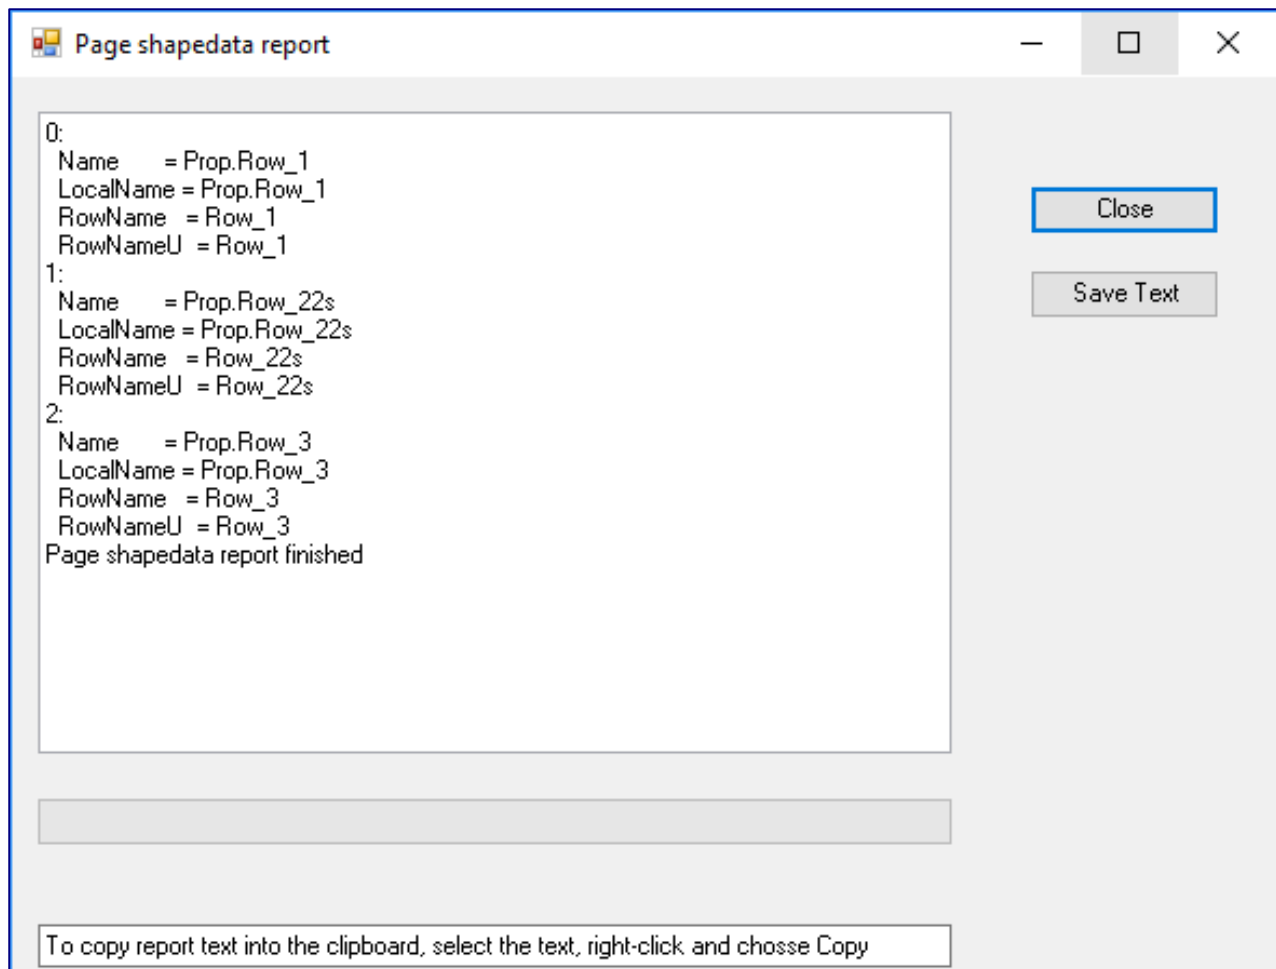 Page shapedata report
0:
Name = Prop.Row_1
LocalName = Prop.Row_1
RowName = Row_1
RowNameU = Row_1
1:
Name = Prop.Row_22s
LocalName = Prop.Row_22s
RowName = Row_22s
RowNameU = Row_22s
2:
Name = Prop.Row_3
LocalName = Prop.Row_3
RowName = Row_3
RowNameU = Row_3
Page shapedata report finished
Close
Save Text
To copy report text into the clipboard, select the text, right-click and chosse Copy